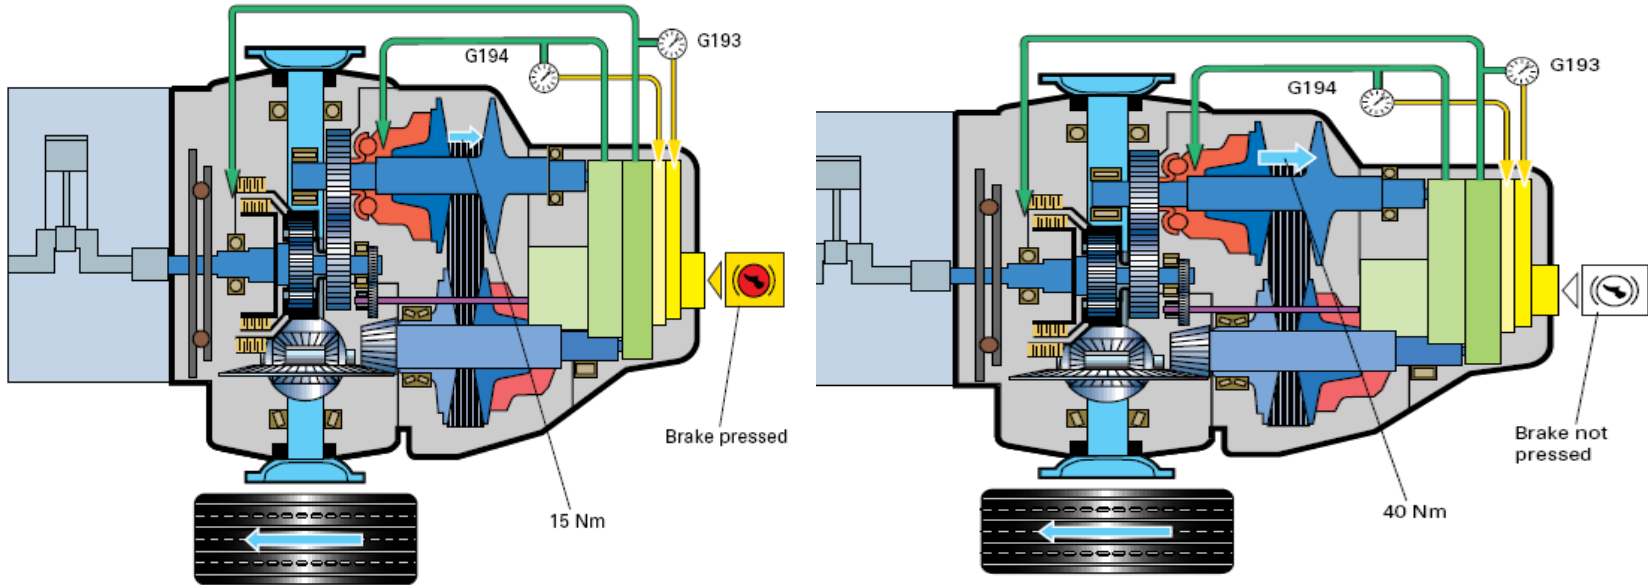 G193
G194
Brake pressed
15 Nm
G193
G194
Brake not
pressed
40 Nm